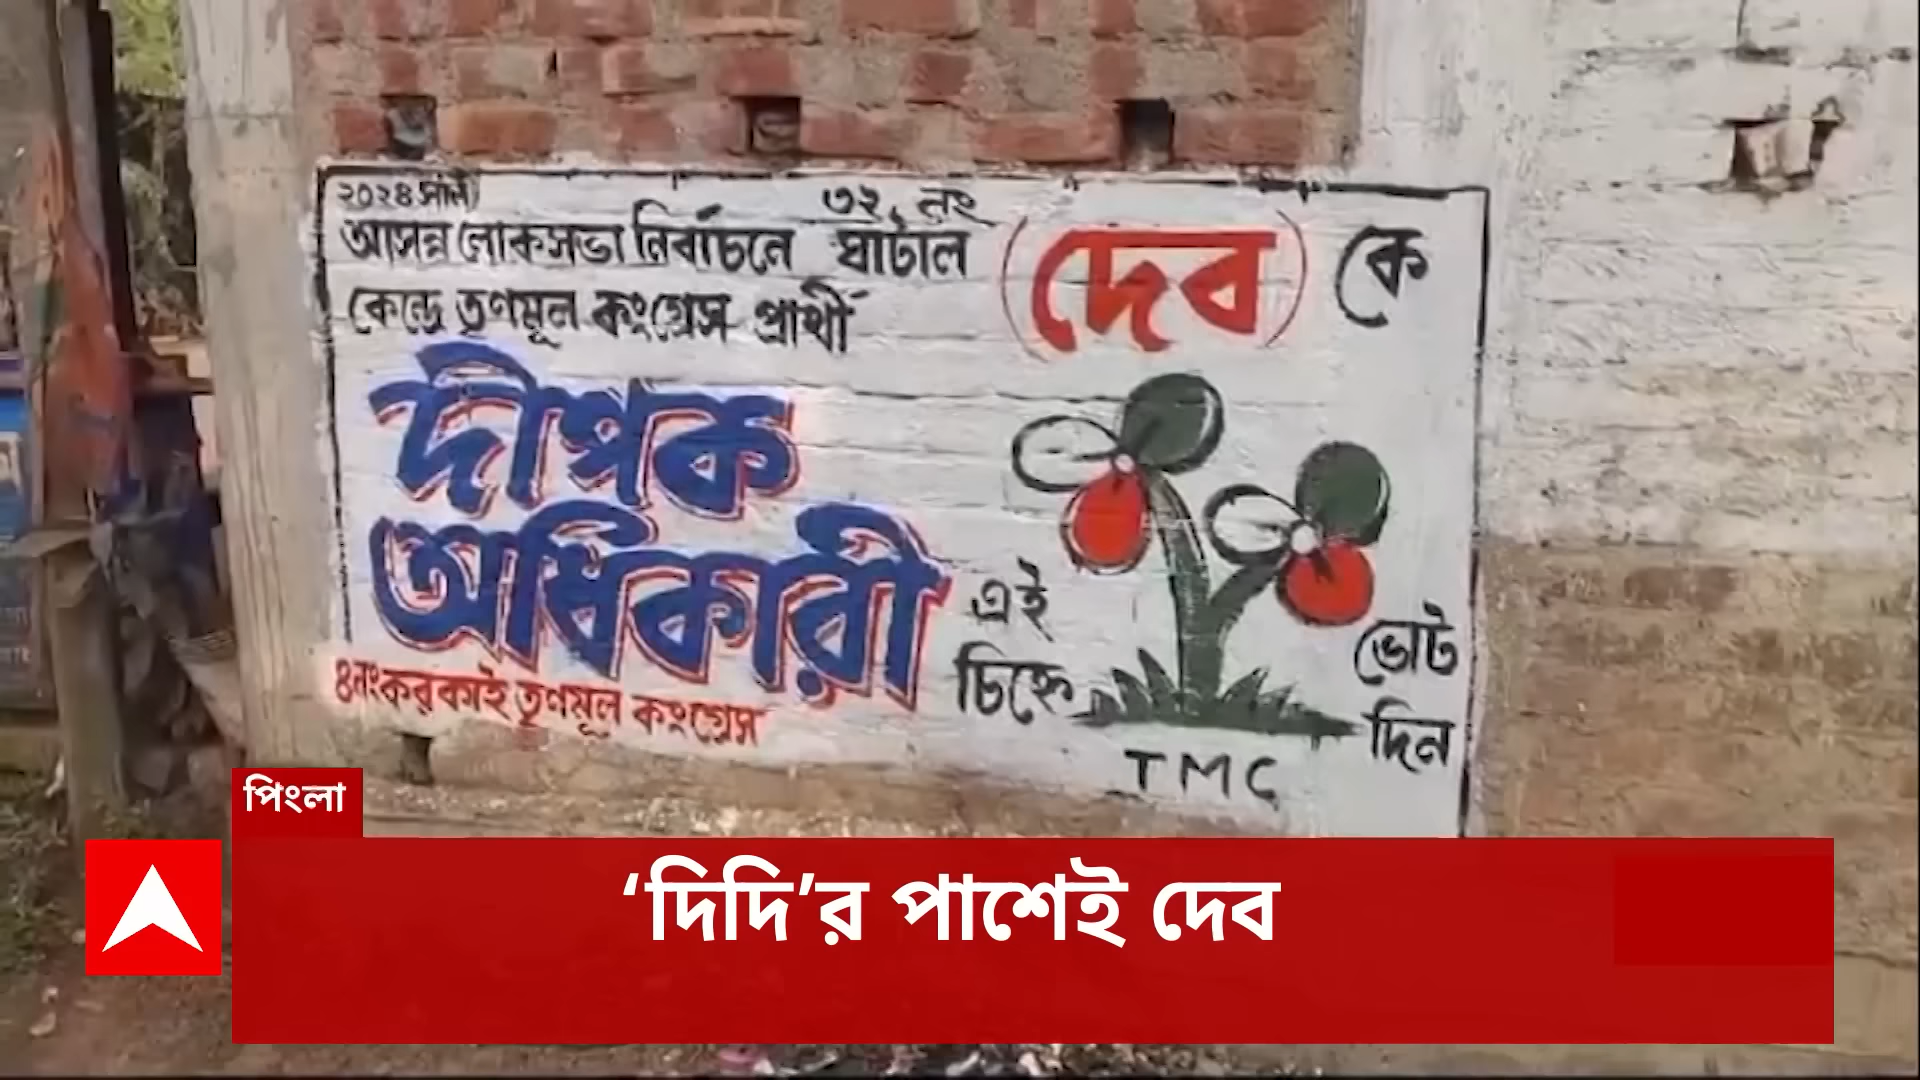 ২০২৪ সাল
আসন্ন লোকসভা নির্বাচনে ৩২ নং ঘাটাল
কেন্দ্রে তৃণমূল কংগ্রেস প্রার্থী
(দেব) কে
দীপক
অধিকারী
এই
চিহ্নে
ভোট
দিন
৪নং করকাই তৃণমূল কংগ্রেস
TMC
পিংলা
‘দিদি’র পাশেই দেব